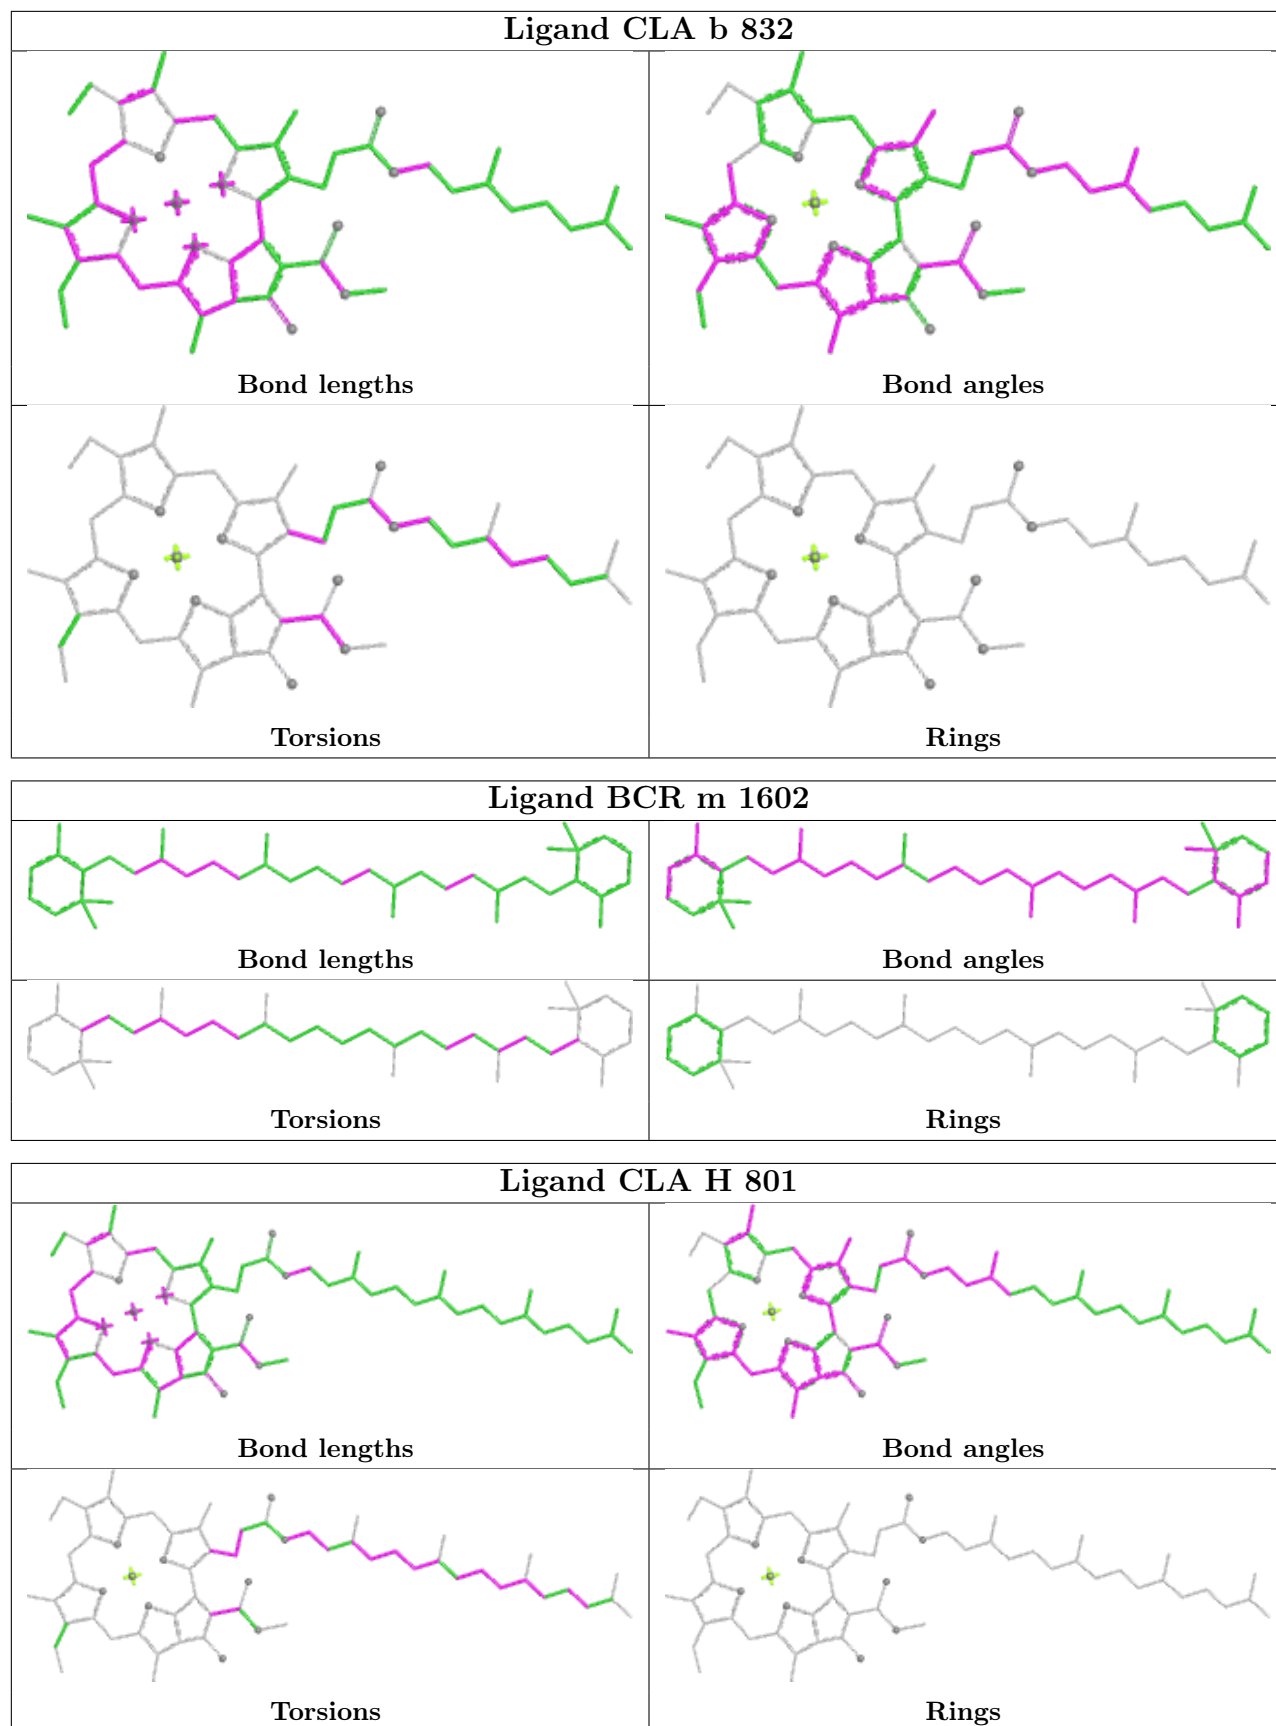 Ligand CLA b 832
Bond lengths
Bond angles
Torsions
Rings
Ligand BCR m 1602
Bond lengths
Bond angles
Torsions
Rings
Ligand CLA H 801
Bond lengths
Bond angles
Torsions
Rings